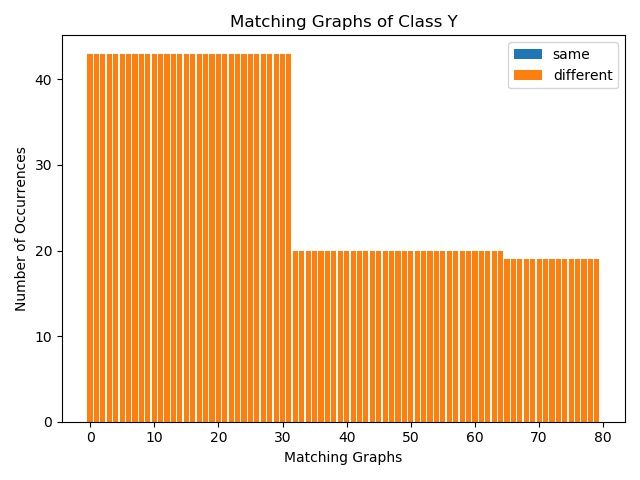 Matching Graphs of Class Y
same
different
Number of Occurrences
40
30
20
10
0
0 10 20 30 40 50 60 70 80
Matching Graphs